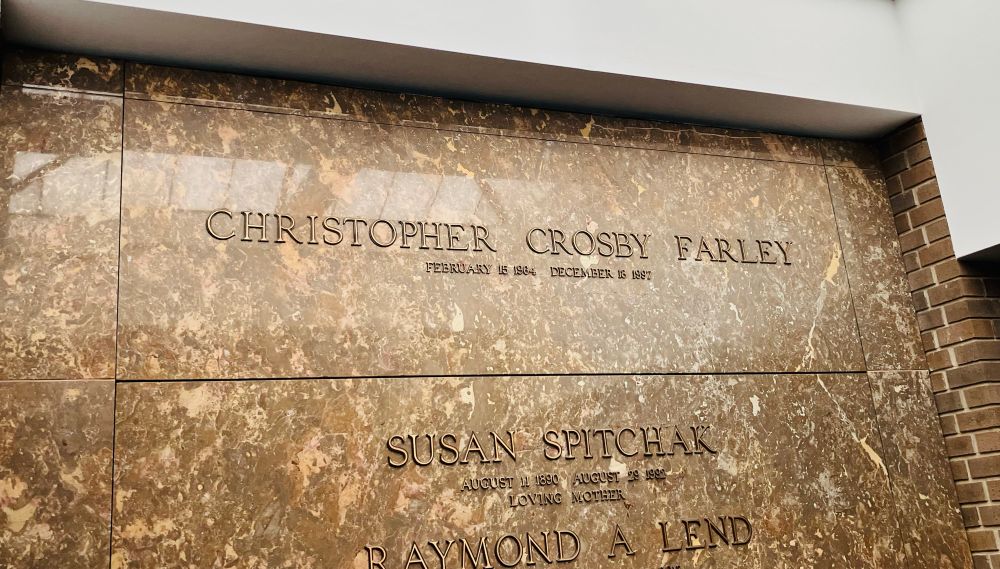 CHRISTOPHER CROSBY FARLEY
FEBRUARY 15 1964 DECEMBER 18 1997
SUSAN SPITCHAK
AUGUST 11 1890 AUGUST 29 1982
LOVING MOTHER
RAYMOND A LEND